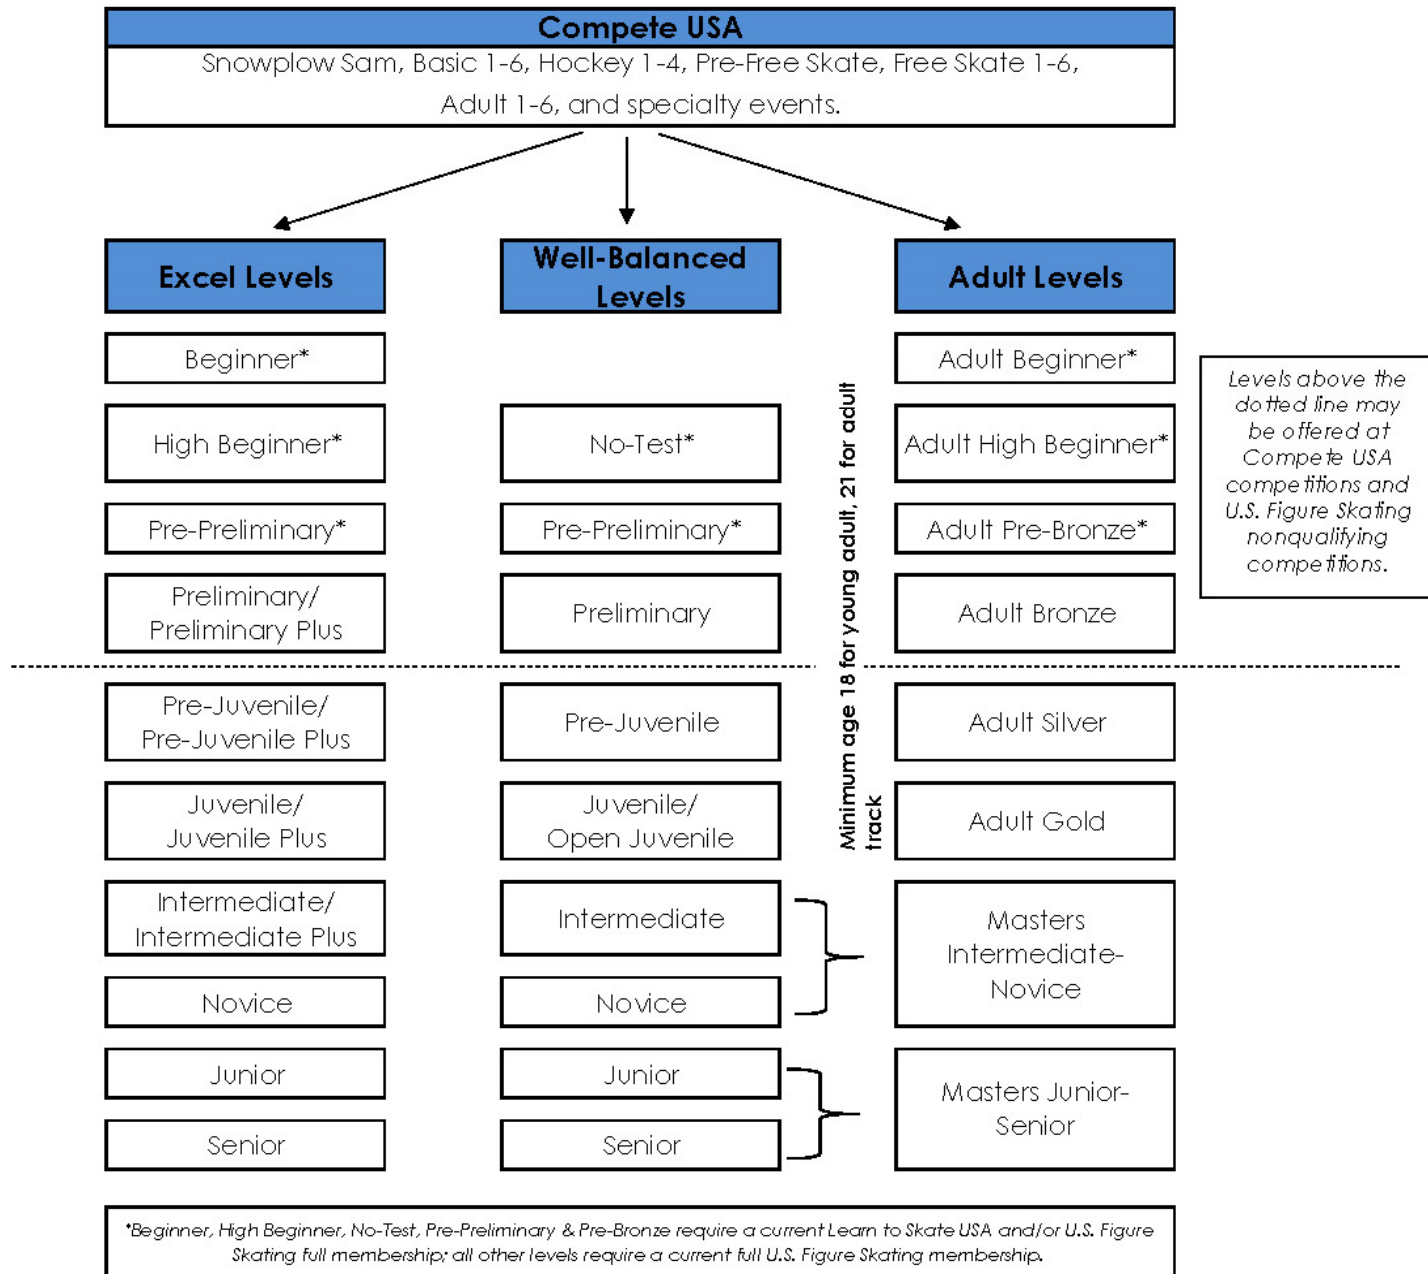 Compete USA
Snowplow Sam, Basic 1-6, Hockey 1-4, Pre-Free Skate, Free Skate 1-6,
Adult 1-6, and specialty events.
Excel Levels
Well-Balanced
Levels
Adult Levels
Beginner*
Adult Beginner*
High Beginner*
No-Test*
Adult High Beginner*
Pre-Preliminary*
Pre-Preliminary*
Adult Pre-Bronze*
Preliminary/
Preliminary Plus
Preliminary
Adult Bronze
Levels above the
dotted line may
be offered at
Compete USA
competitions and
U.S. Figure Skating
nonqualifying
competitions.
Minimum age 18 for young adult, 21 for adult
track
Pre-Juvenile/
Pre-Juvenile Plus
Pre-Juvenile
Adult Silver
Juvenile/
Juvenile Plus
Juvenile/
Open Juvenile
Adult Gold
Intermediate/
Intermediate Plus
Intermediate
Masters
Intermediate-
Novice
Novice
Novice
Junior
Junior
Masters Junior-
Senior
Senior
Senior
*Beginner, High Beginner, No-Test, Pre-Preliminary & Pre-Bronze require a current Learn to Skate USA and/or U.S. Figure
Skating full membership; all other levels require a current full U.S. Figure Skating membership.